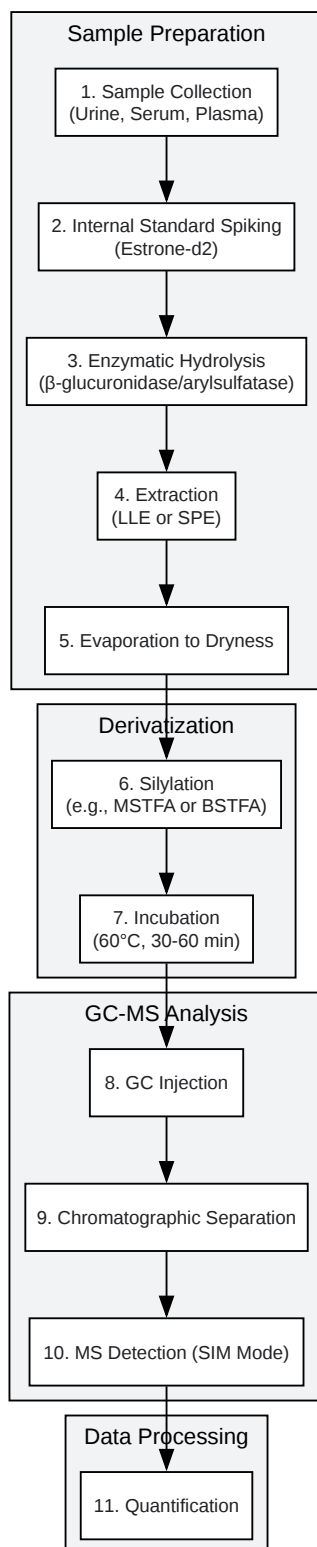 Sample Preparation
1. Sample Collection
(Urine, Serum, Plasma)
2. Internal Standard Spiking
(Estrone-d2)
3. Enzymatic Hydrolysis
(β-glucuronidase/arylsulfatase)
4. Extraction
(LLE or SPE)
5. Evaporation to Dryness
Derivatization
6. Silylation
(e.g., MSTFA or BSTFA)
7. Incubation
(60°C, 30-60 min)
GC-MS Analysis
8. GC Injection
9. Chromatographic Separation
10. MS Detection (SIM Mode)
Data Processing
11. Quantification